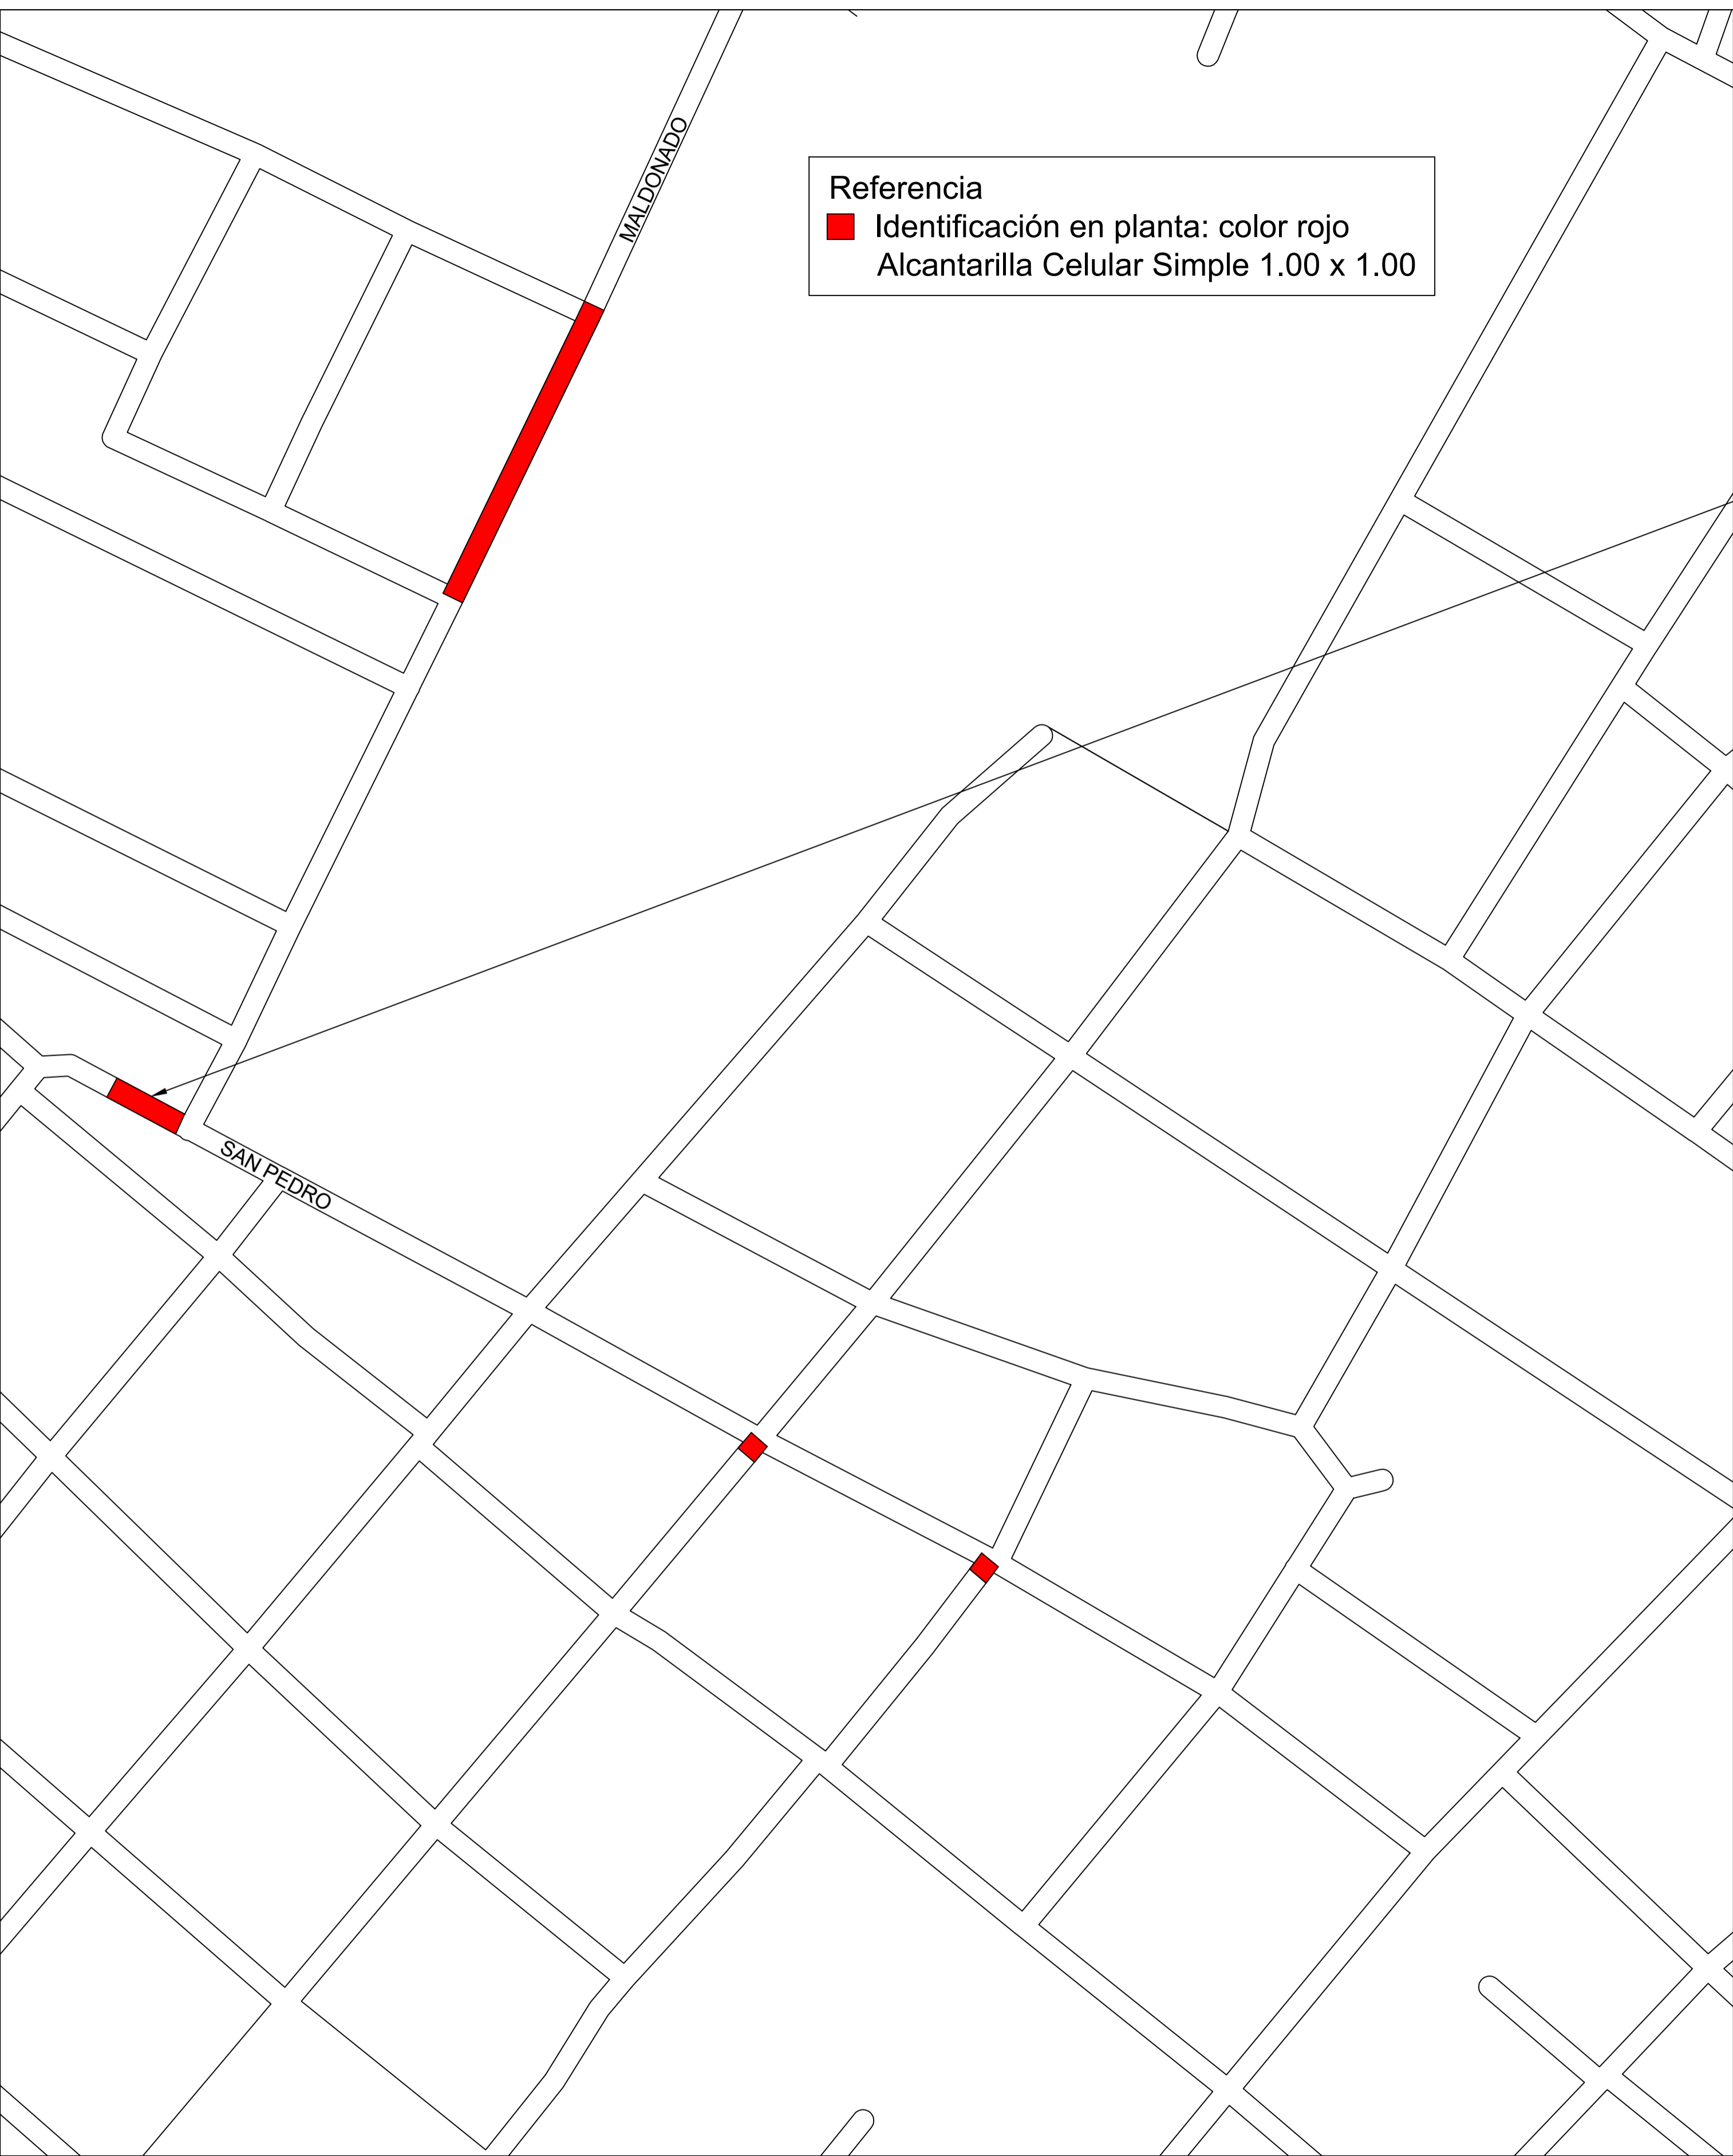 MALDONADO
Referencia
Identificación en planta: color rojo
Alcantarilla Celular Simple 1.00 x 1.00
SAN PEDRO